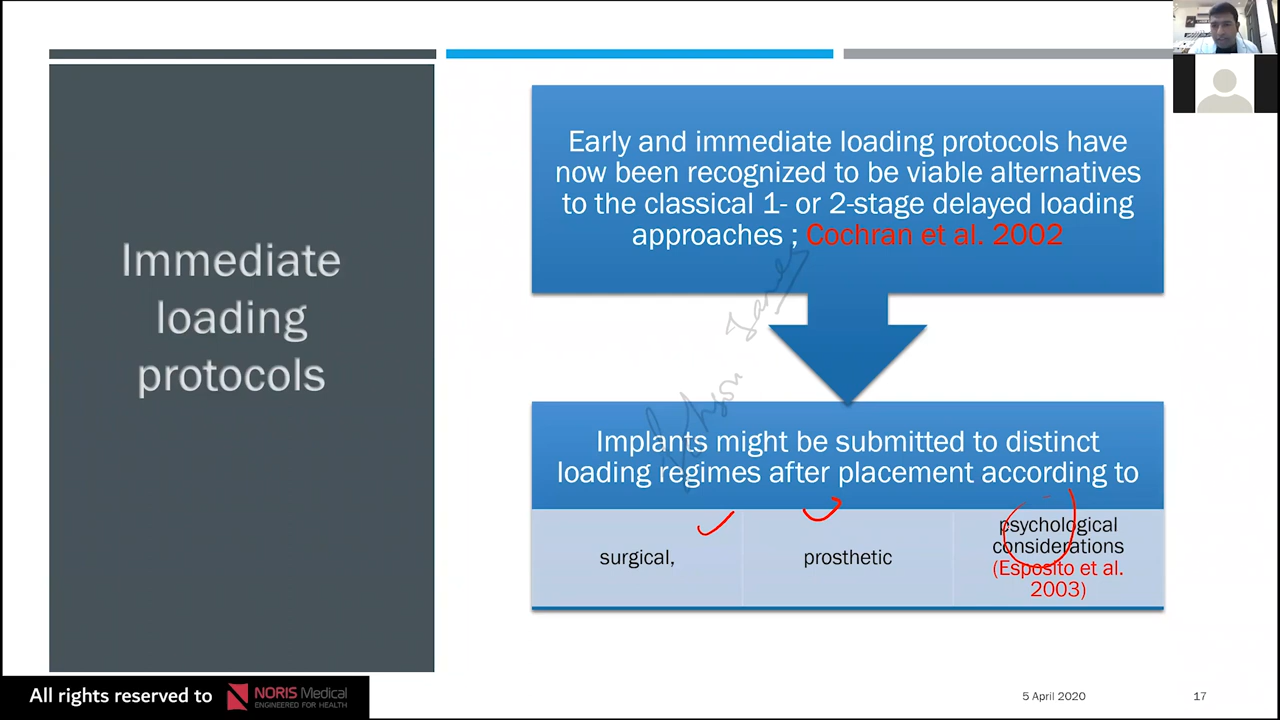 Immediate
loading
protocols
Early and immediate loading protocols have
now been recognized to be viable alternatives
to the classical 1- or 2-stage delayed loading
approaches ; Cochran et al. 2002
Implants might be submitted to distinct
loading regimes after placement according to
surgical,
prosthetic
psychological
considerations
(Esposito et al.
2003)
All rights reserved to
NORIS Medical
ENGINEERED FOR HEALTH
5 April 2020
17